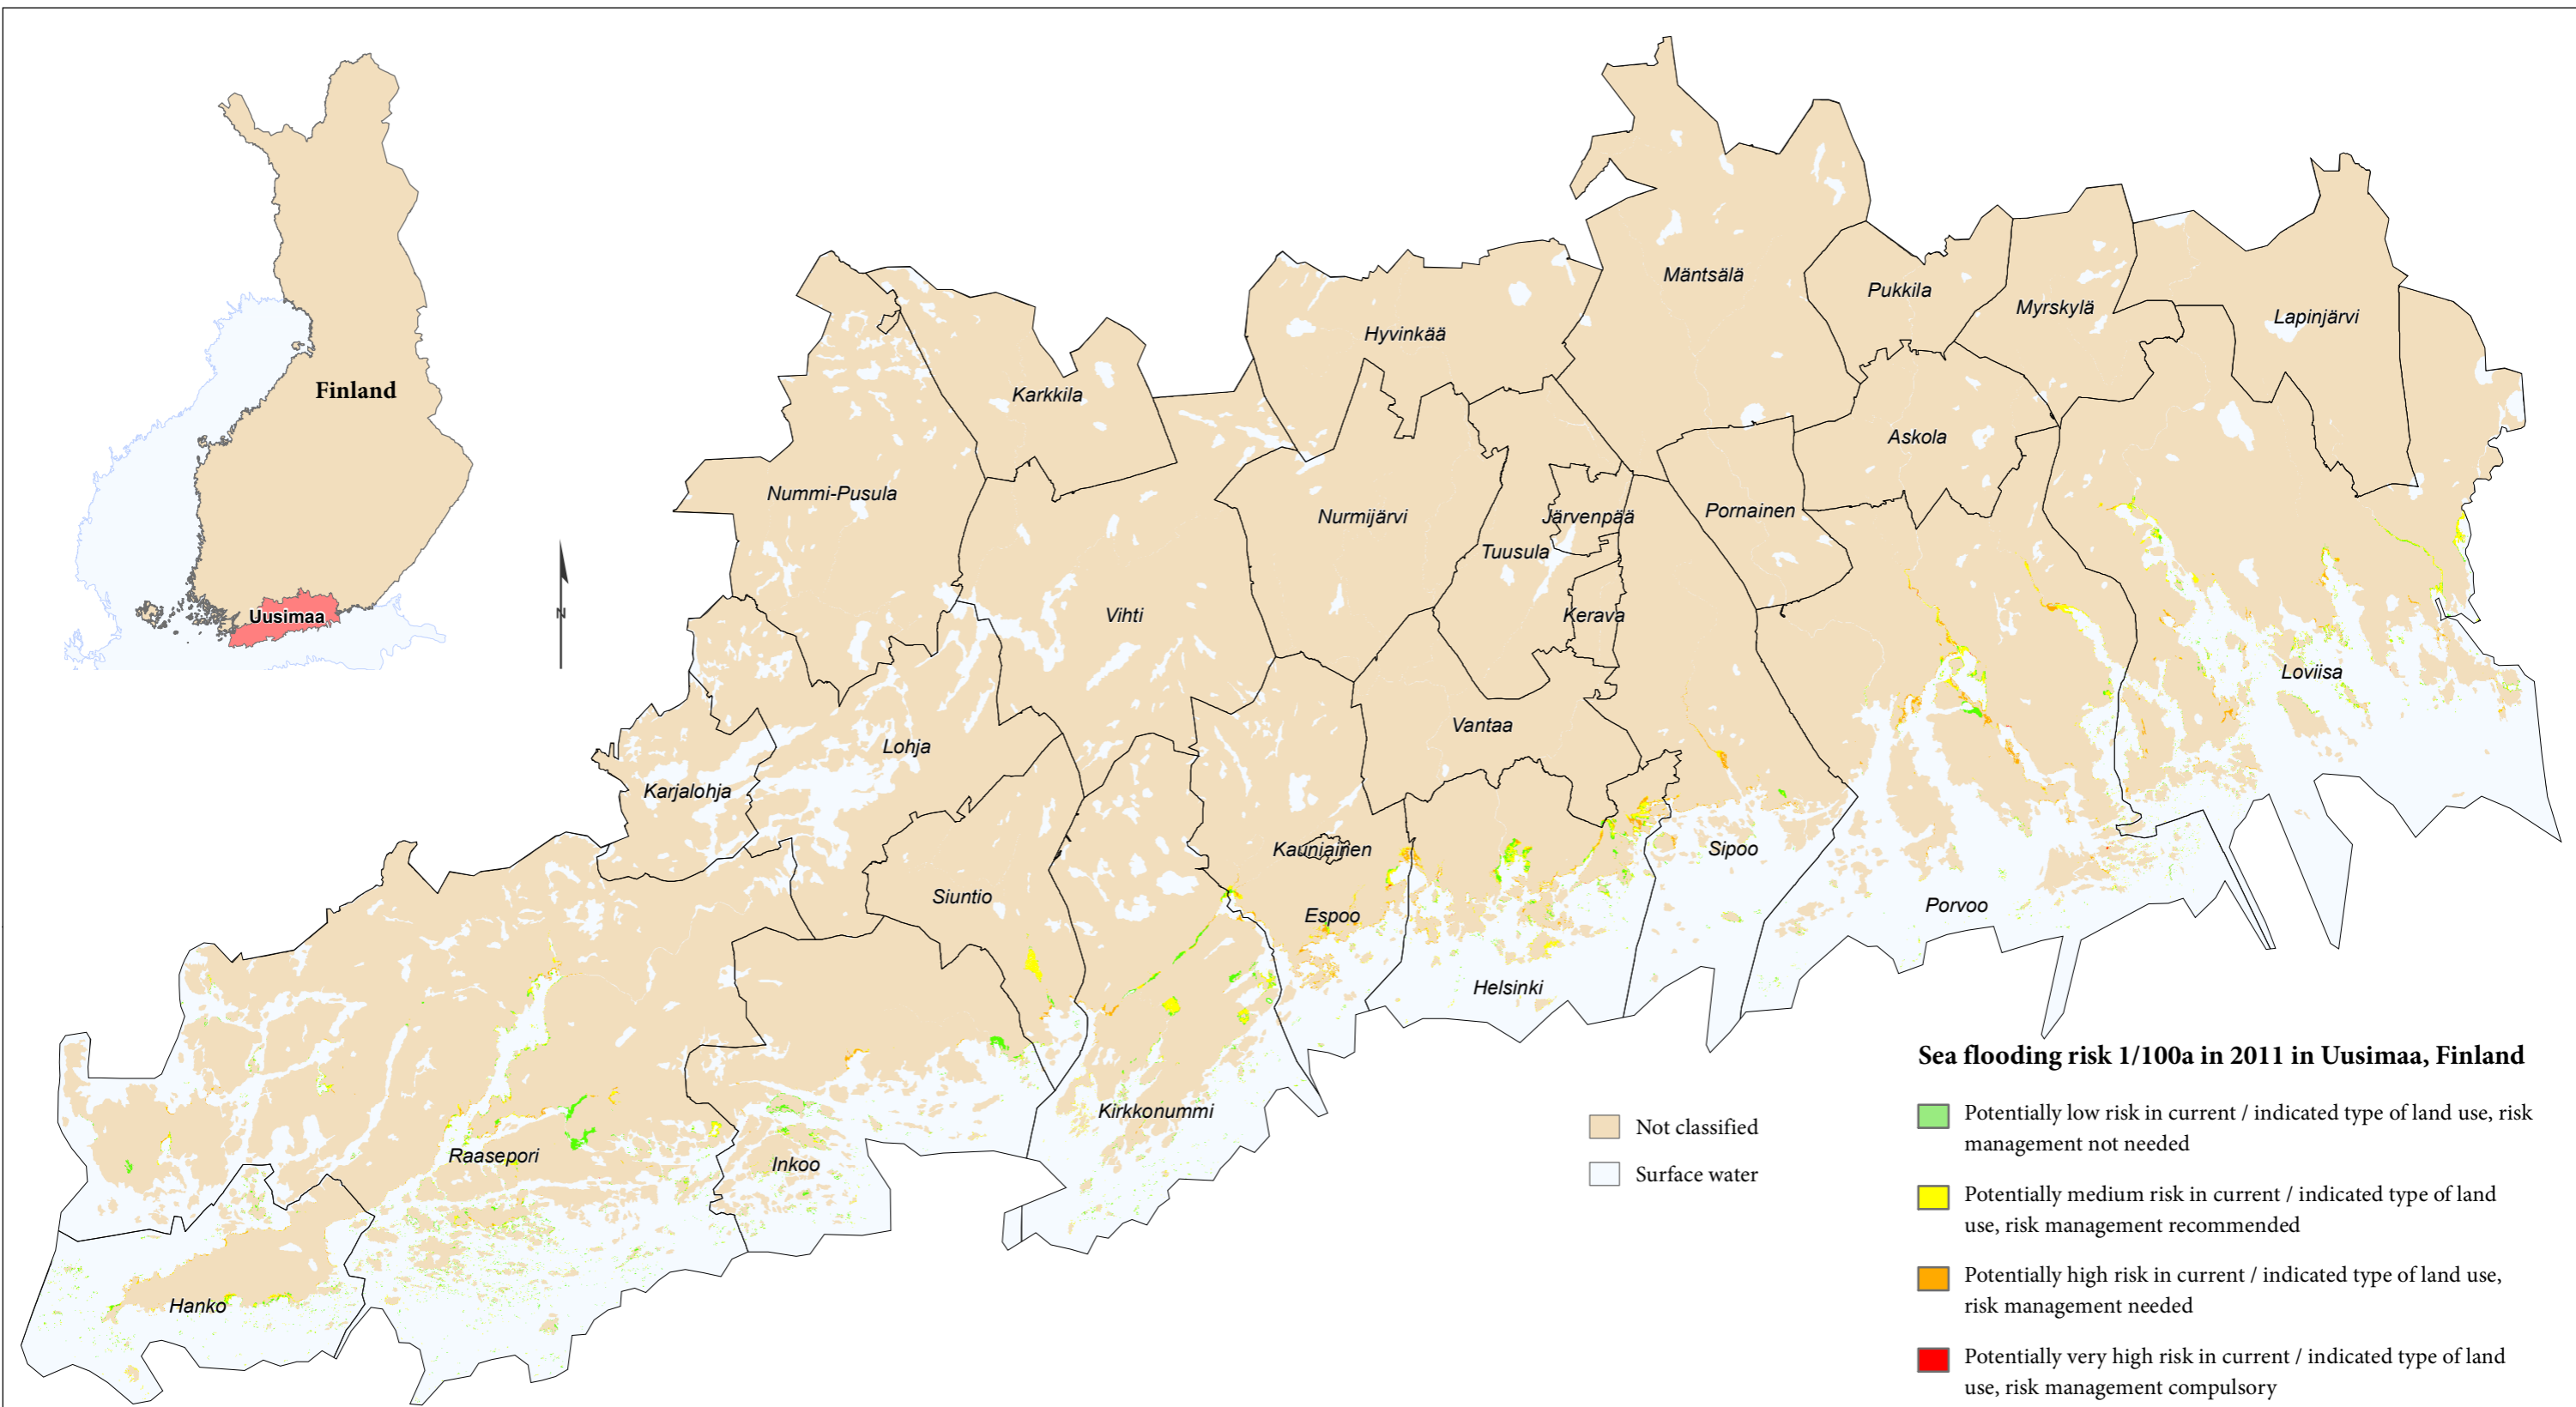 Finland
Uusimaa
N
Mäntsälä
Pukkila
Myrskylä
Lapinjärvi
Hyvinkää
Karkkila
Askola
Nummi-Pusula
Nurmijärvi
Järvenpää
Pornainen
Tuusula
Vihti
Kerava
Loviisa
Vantaa
Lohja
Karjalohja
Kauniainen
Sipoo
Siuntio
Espoo
Porvoo
Helsinki
Kirkkonummi
Raasepori
Inkoo
Hanko
Not classified
Surface water
Sea flooding risk 1/100a in 2011 in Uusimaa, Finland
Potentially low risk in current / indicated type of land use, risk
management not needed
Potentially medium risk in current / indicated type of land
use, risk management recommended
Potentially high risk in current / indicated type of land use,
risk management needed
Potentially very high risk in current / indicated type of land
use, risk management compulsory